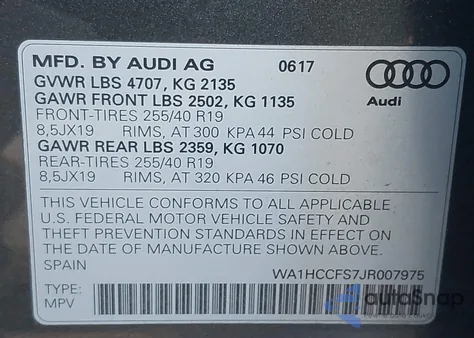 MFD. BY AUDI AG 0617
GVWR LBS 4707, KG 2135
GAWR FRONT LBS 2502, KG 1135
FRONT-TIRES 255/40 R19
8,5JX19 RIMS, AT 300 KPA 44 PSI COLD
GAWR REAR LBS 2359, KG 1070
REAR-TIRES 255/40 R19
8,5JX19 RIMS, AT 320 KPA 46 PSI COLD
Audi
THIS VEHICLE CONFORMS TO ALL APPLICABLE
U.S. FEDERAL MOTOR VEHICLE SAFETY AND
THEFT PREVENTION STANDARDS IN EFFECT ON
THE DATE OF MANUFACTURE SHOWN ABOVE.
SPAIN WA1HCCFS7JR007975
TYPE:
MPV
autoSnap